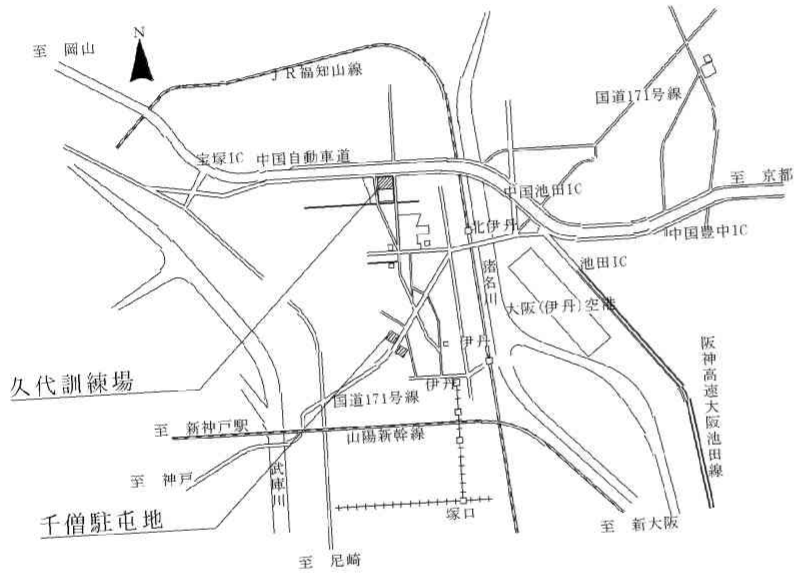 N
至 岡山
JR福知山線
国道171号線
宝塚IC
中国自動車道
至 京都
中国池田IC
北伊丹
中国豊中IC
池田IC
猪名川
大阪(伊丹)空港
伊丹
阪神高速大阪池田線
久代訓練場
伊丹
国道171号線
至 新神戸駅
山陽新幹線
至 神戸
武庫川
千僧駐屯地
塚口
至 新大阪
至 尼崎